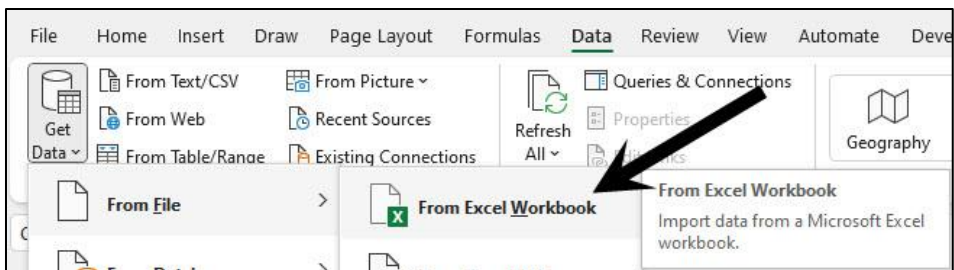 File Home Insert Draw Page Layout Formulas Data Review View Automate Deve
From Text/CSV From Picture Queries & Connections
Get Data From Web Recent Sources Refresh All Properties Geography
From Table/Range Existing Connections
From File From Excel Workbook From Excel Workbook
Import data from a Microsoft Excel
workbook.